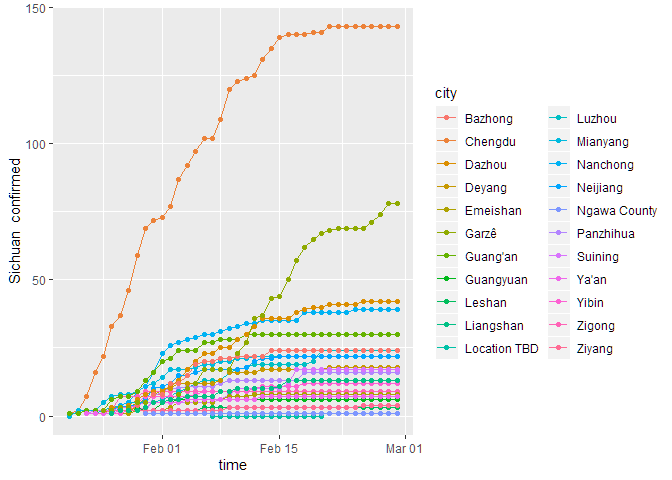 150
100
50
0
Sichuan confirmed
Feb 01
Feb 15
Mar 01
time
city
Bazhong
Chengdu
Dazhou
Deyang
Emeishan
Garzê
Guang'an
Guangyuan
Leshan
Liangshan
Location TBD
Luzhou
Mianyang
Nanchong
Neijiang
Ngawa County
Panzhihua
Suining
Ya'an
Yibin
Zigong
Ziyang